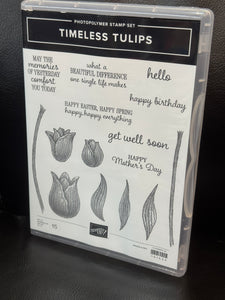 PHOTOPOLYMER STAMP SET
TIMELESS TULIPS
MAY THE
memories
OF YESTERDAY
comfort
YOU TODAY
what a
BEAUTIFUL DIFFERENCE
one single life makes
hello
happy birthday
HAPPY EASTER, HAPPY SPRING
happy happy everything
get well soon
HAPPY
Mother's Day
15